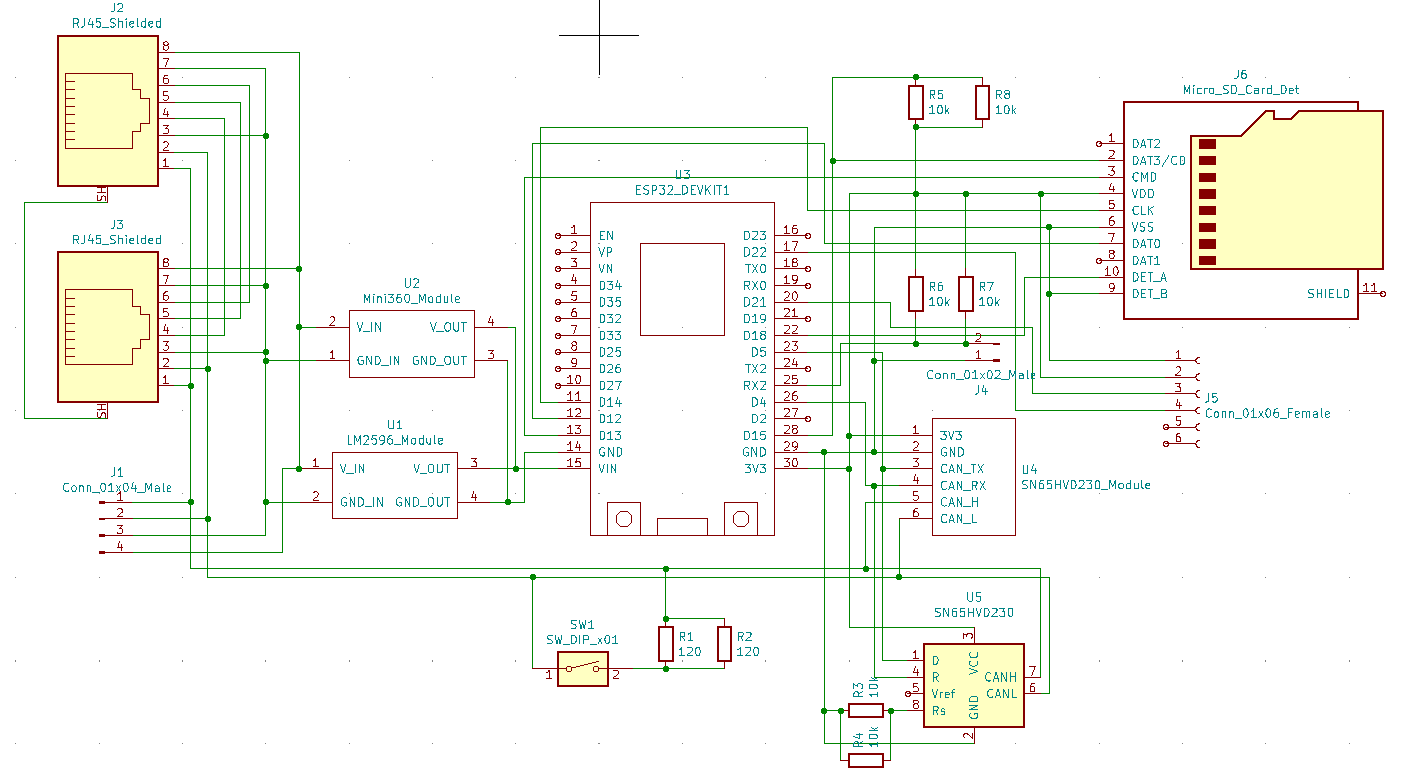 J2
RJ45_Shielded
8
7
6
5
4
3
2
1
SH
J3
RJ45_Shielded
8
7
6
5
4
3
2
1
SH
J1
Conn_01x04_Male
1
2
3
4
U2
Mini360_Module
2 V_IN V_OUT 4
1 GND_IN GND_OUT 3
U1
LM2596_Module
1 V_IN V_OUT 3
2 GND_IN GND_OUT 4
U3
ESP32_DEVKIT1
1 EN D23 16
2 VP D22 17
3 VN TX0 18
4 D34 RX0 19
5 D35 D21 20
6 D32 D19 21
7 D33 D18 22
8 D25 D5 23
9 D26 TX2 24
10 D27 RX2 25
11 D14 D4 26
12 D12 D2 27
13 D13 D15 28
14 GND GND 29
15 VIN 3V3 30
R5
10k
R8
10k
R6
10k
R7
10k
J6
Micro_SD_Card_Det
1 DAT2
2 DAT3/CD
3 CMD
4 VDD
5 CLK
6 VSS
7 DAT0
8 DAT1
10 DET_A
9 DET_B
SHIELD 11
2
1
Conn_01x02_Male
J4
1
2
3
4
5
6
J5
Conn_01x06_Female
1 3V3
2 GND
3 CAN_TX
4 CAN_RX
5 CAN_H
6 CAN_L
U4
SN65HVD230_Module
SW1
SW_DIP_x01
1 2
R1
120
R2
120
U5
SN65HVD230
3
VCC
1 D
4 R
5 Vref
8 Rs
CANH 7
CANL 6
GND
2
R3
10k
R4
10k